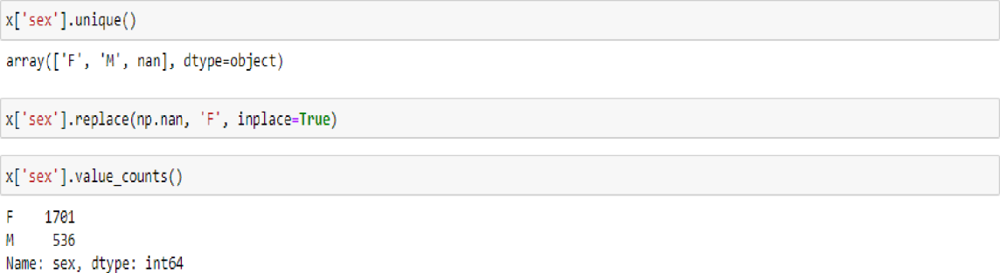 x['sex'].unique()
array(['F', 'M', nan], dtype=object)
x['sex'].replace(np.nan, 'F', inplace=True)
x['sex'].value_counts()
F    1701
M     536
Name: sex, dtype: int64